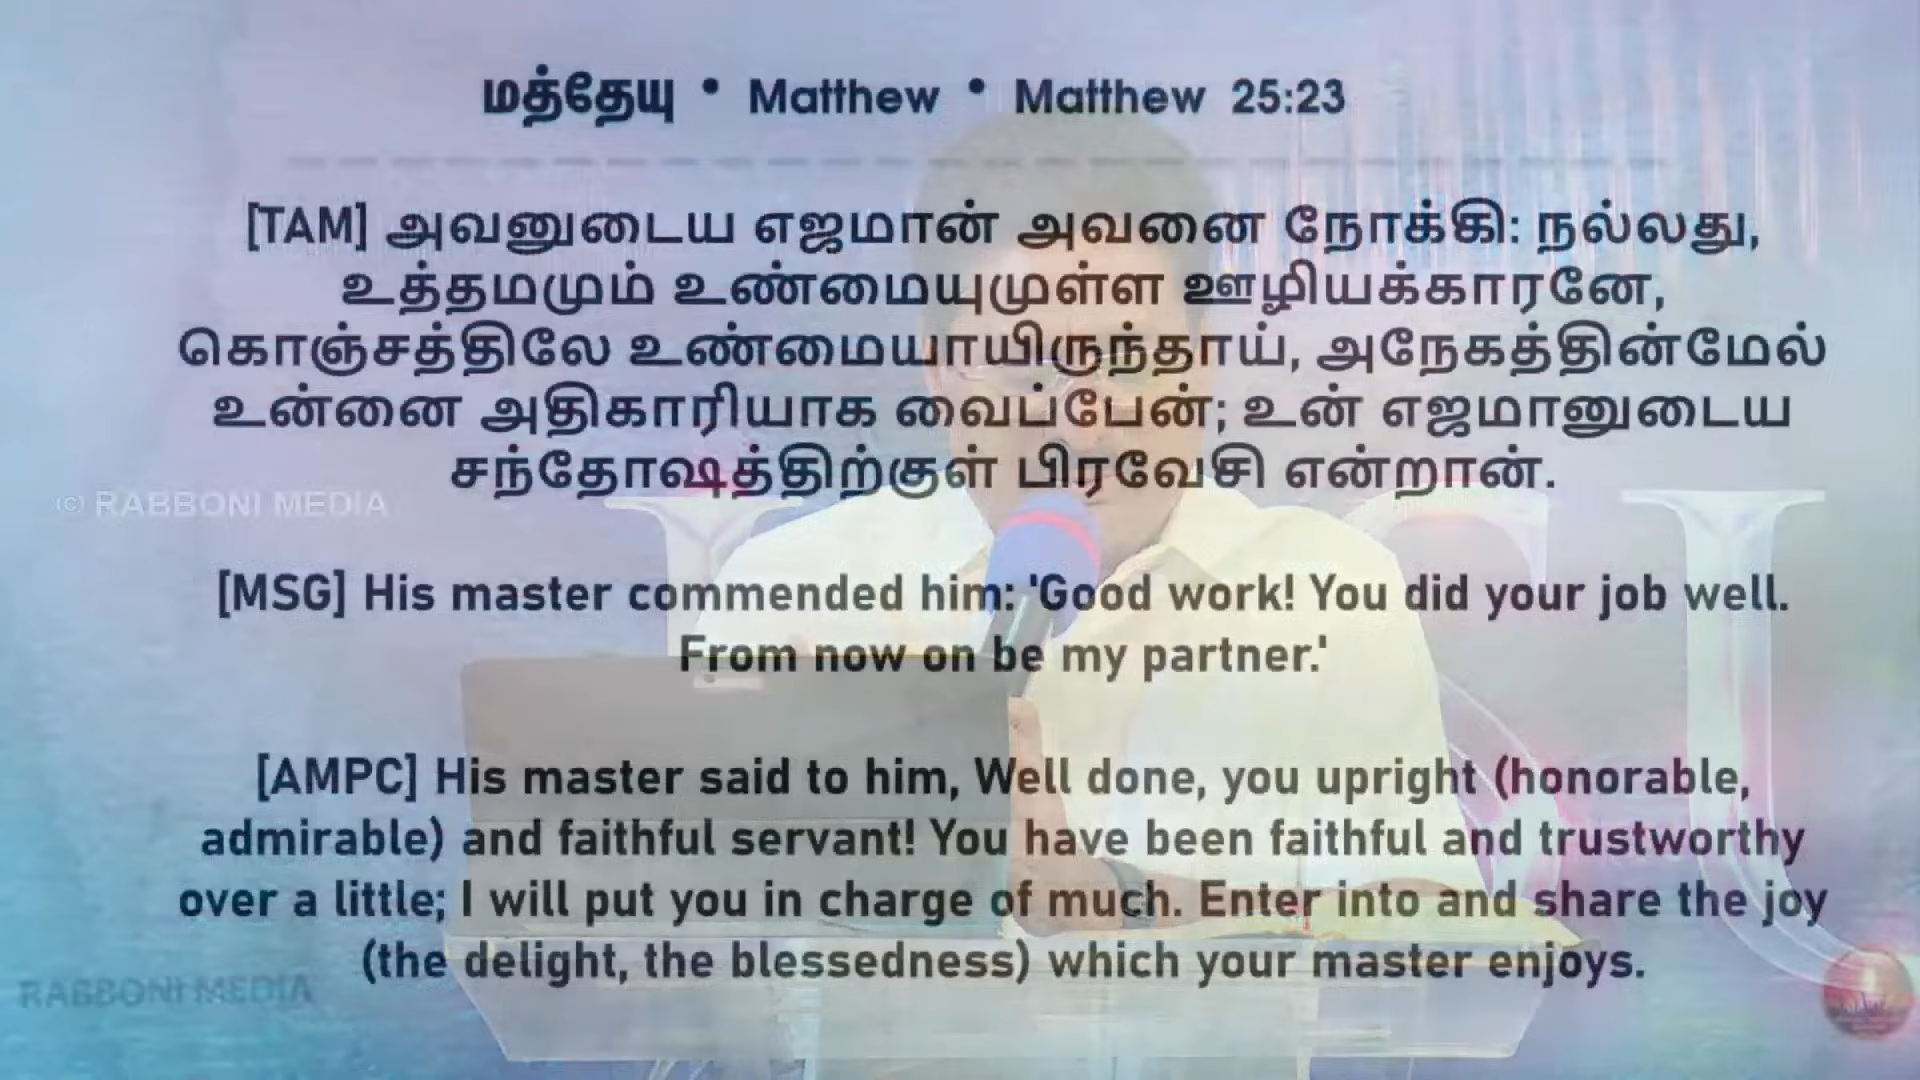 மத்தேயு • Matthew • Matthew 25:23
[TAM] அவனுடைய எஜமான் அவனை நோக்கி: நல்லது,
உத்தமமும் உண்மையுமுள்ள ஊழியக்காரனே,
கொஞ்சத்திலே உண்மையாயிருந்தாய், அநேகத்தின்மேல்
உன்னை அதிகாரியாக வைப்பேன்; உன் எஜமானுடைய
சந்தோஷத்திற்குள் பிரவேசி என்றான்.
(C) RABBONI MEDIA
[MSG] His master commended him: 'Good work! You did your job well.
From now on be my partner.'
[AMPC] His master said to him, Well done, you upright (honorable,
admirable) and faithful servant! You have been faithful and trustworthy
over a little; I will put you in charge of much. Enter into and share the joy
(the delight, the blessedness) which your master enjoys.
RABBONI MEDIA